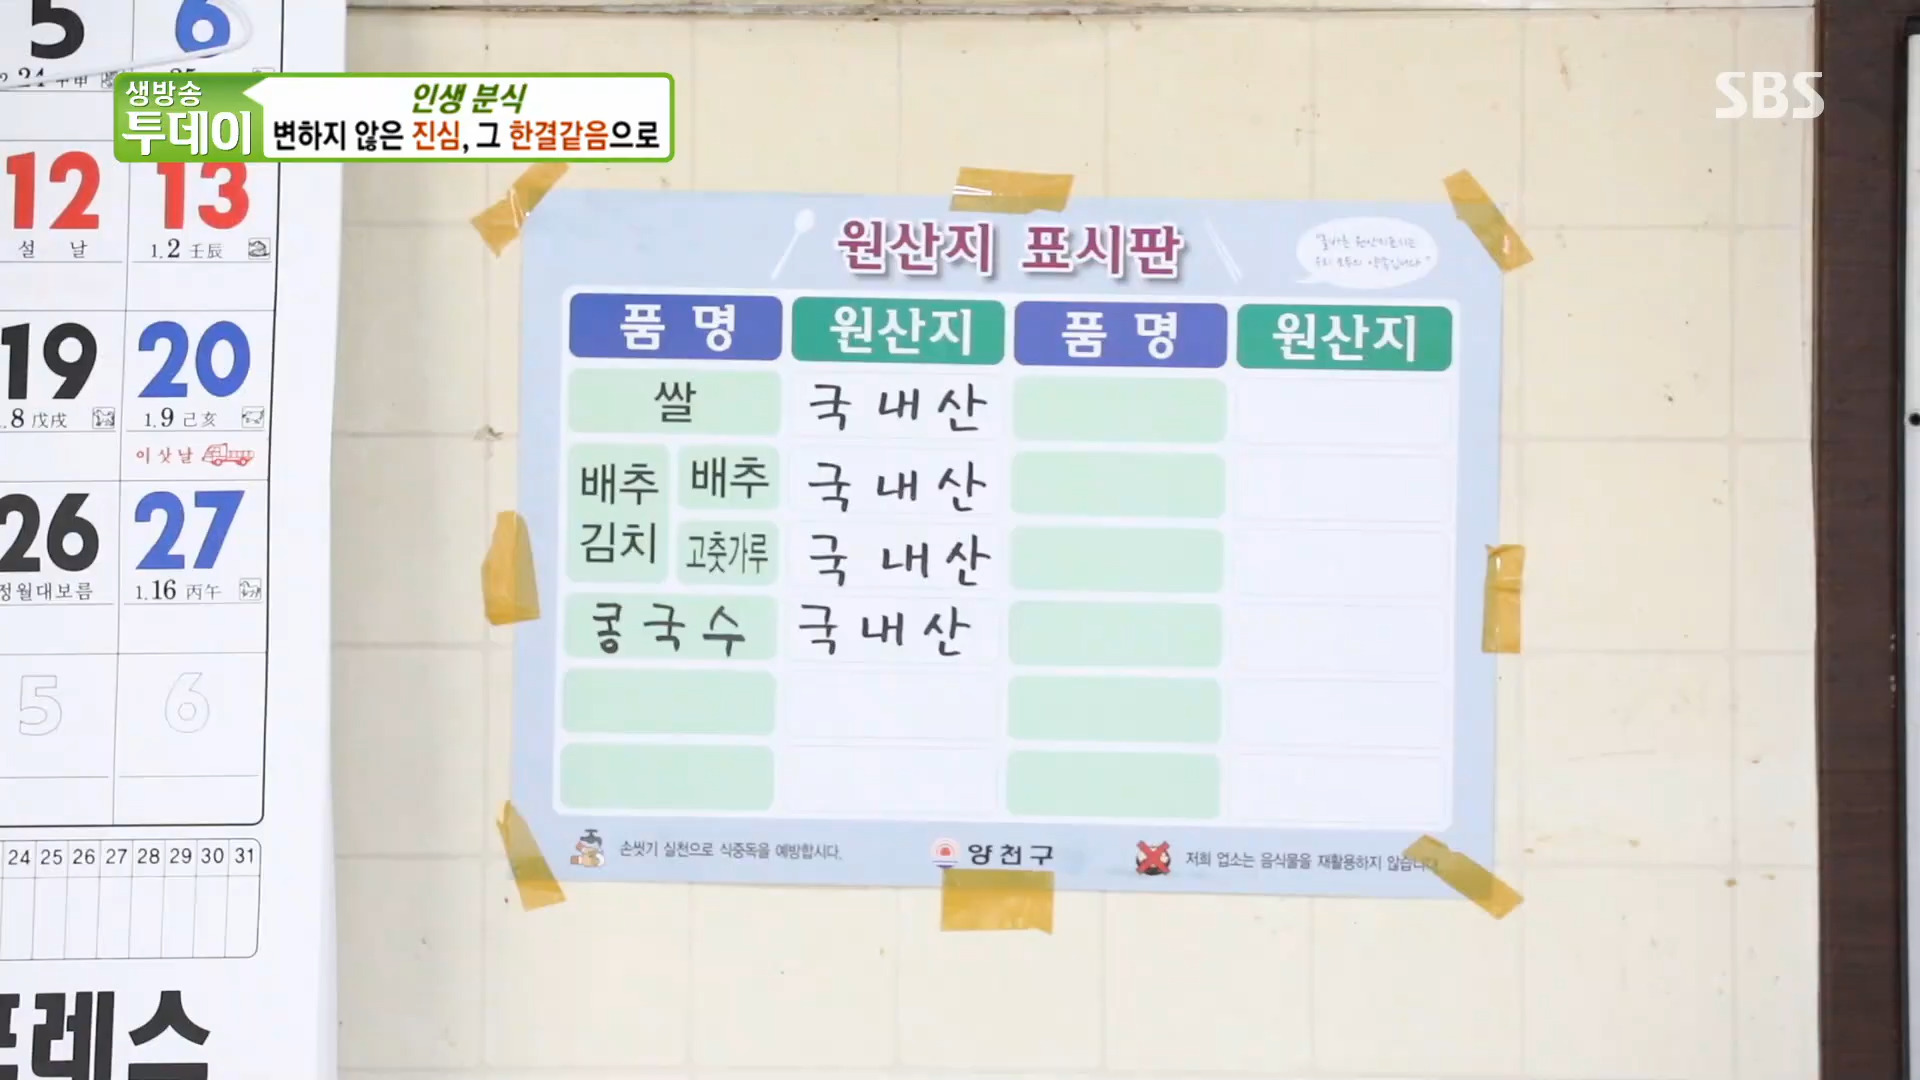 5 6
생방송 투데이
인생 분식
변하지 않은 진심, 그 한결같음으로
SBS
12 13
설 날 1.2 壬辰
19 20
.8 戊戌 1.9 己亥
이삿날
26 27
정월대보름 1.16 丙午
5 6
24 25 26 27 28 29 30 31
프레스
원산지 표시판
품 명 원산지 품 명 원산지
쌀 국내산
배추김치 배추 국내산
고춧가루 국내산
콩국수 국내산
손씻기 실천으로 식중독을 예방합시다.
양천구
저희 업소는 음식물을 재활용하지 않습니다.